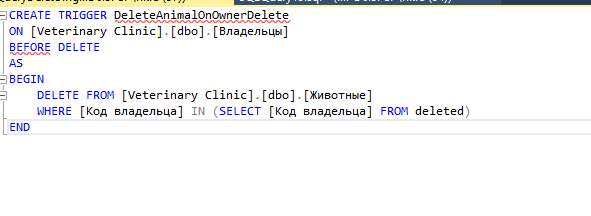 CREATE TRIGGER DeleteAnimalOnOwnerDelete
ON [Veterinary Clinic].[dbo].[Владельцы]
BEFORE DELETE
AS
BEGIN
DELETE FROM [Veterinary Clinic].[dbo].[Животные]
WHERE [Код владельца] IN (SELECT [Код владельца] FROM deleted)
END